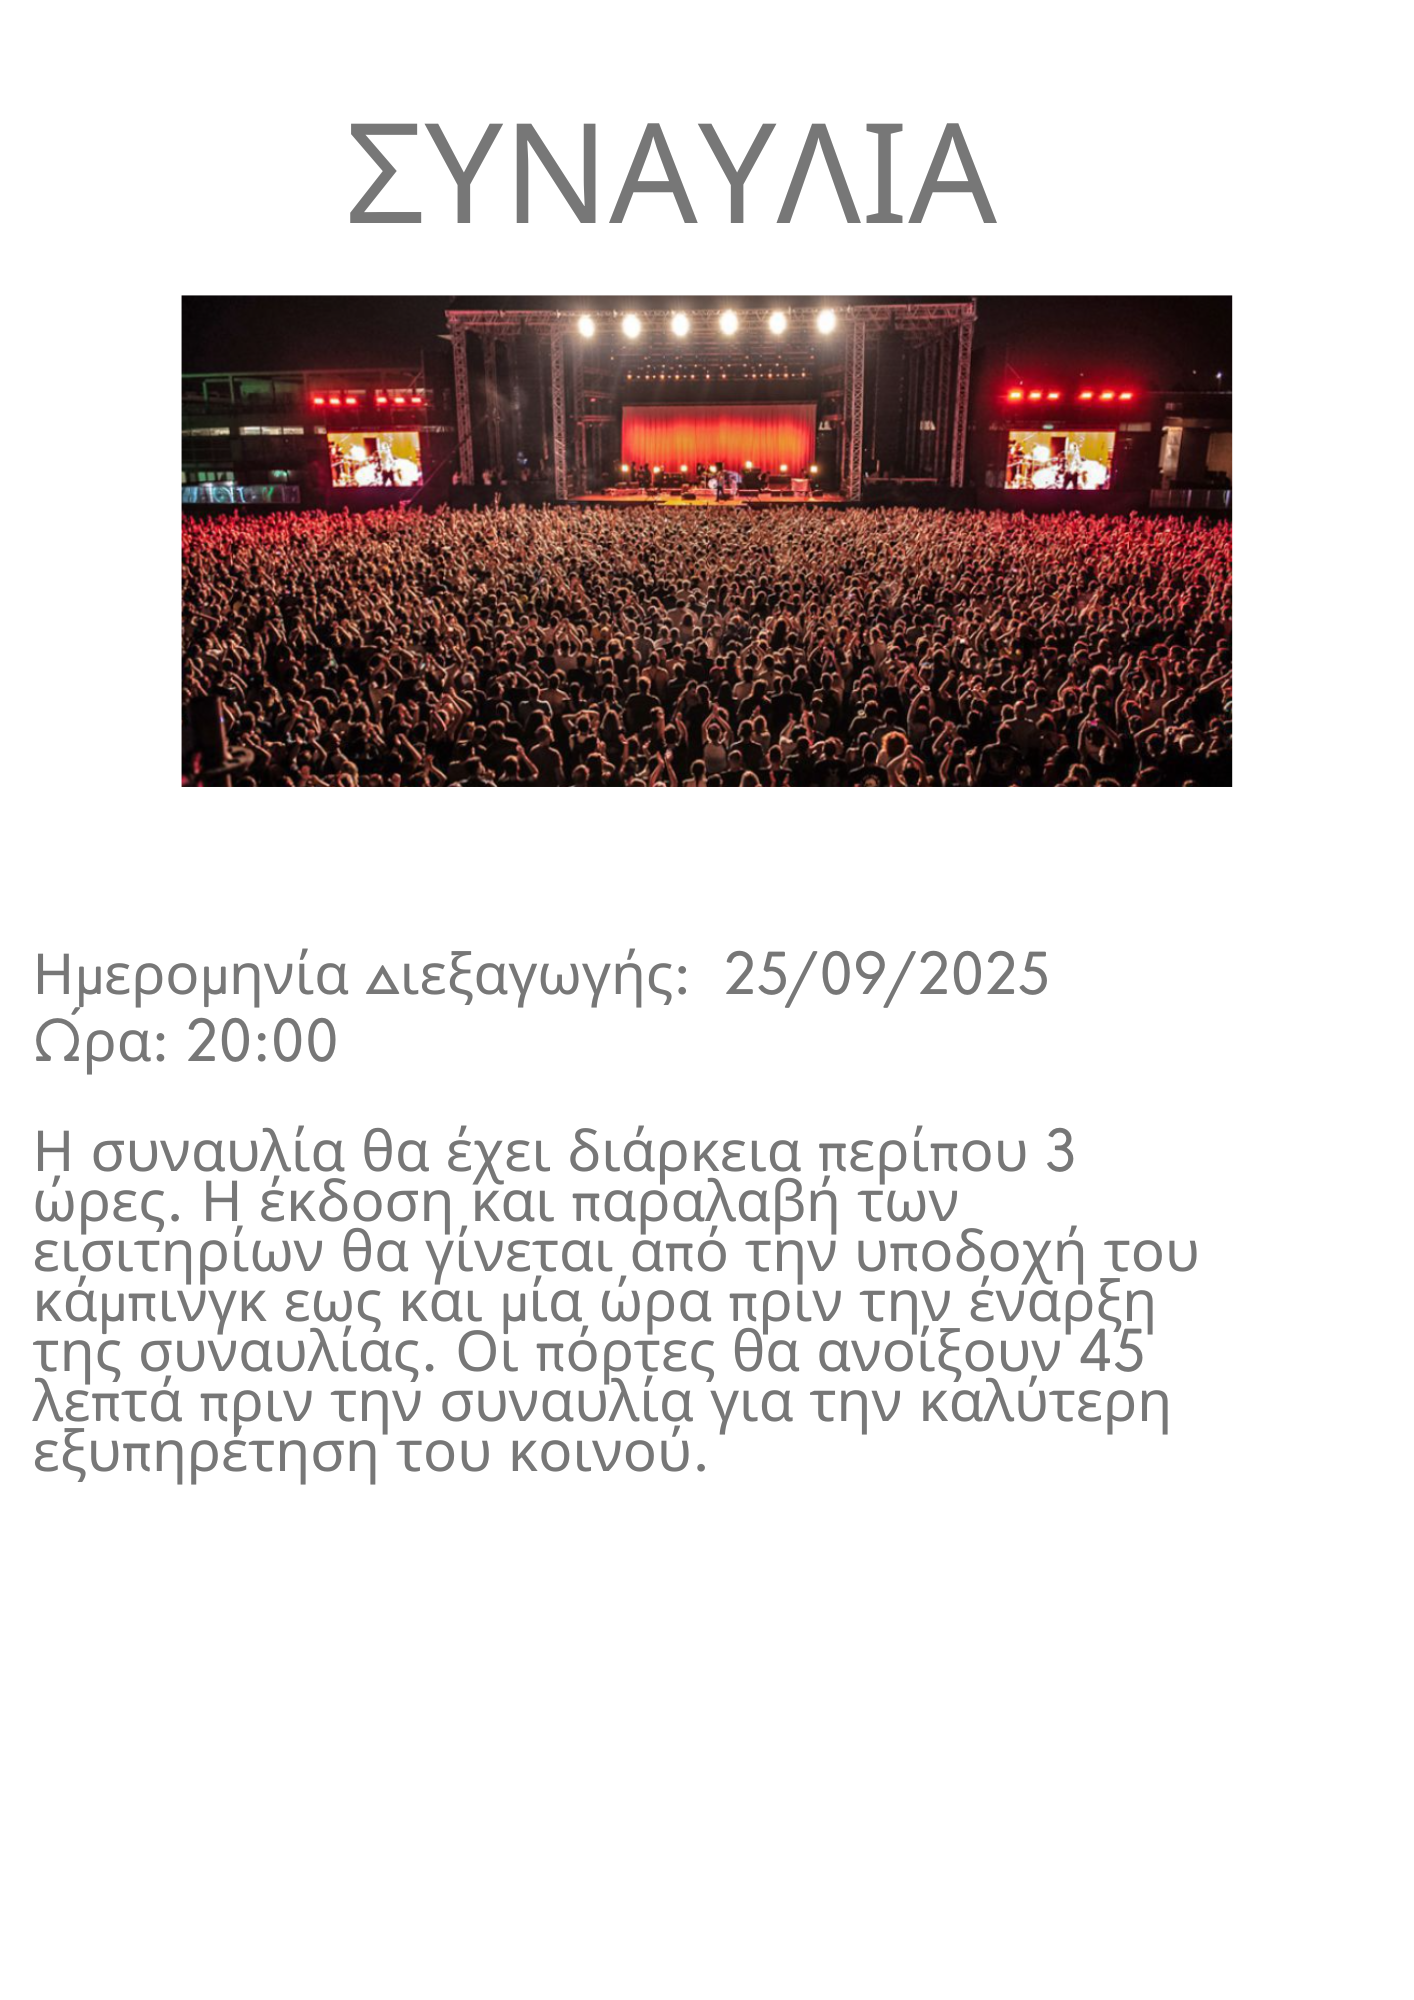 ΣΥΝΑΥΛΙΑ
Ημερομηνία Διεξαγωγής:  25/09/2025
Ώρα: 20:00
Η συναυλία θα έχει διάρκεια περίπου 3
ώρες. Η έκδοση και παραλαβή των
εισιτηρίων θα γίνεται από την υποδοχή του
κάμπινγκ εως και μία ώρα πριν την έναρξη
της συναυλίας. Οι πόρτες θα ανοίξουν 45
λεπτά πριν την συναυλία για την καλύτερη
εξυπηρέτηση του κοινού.